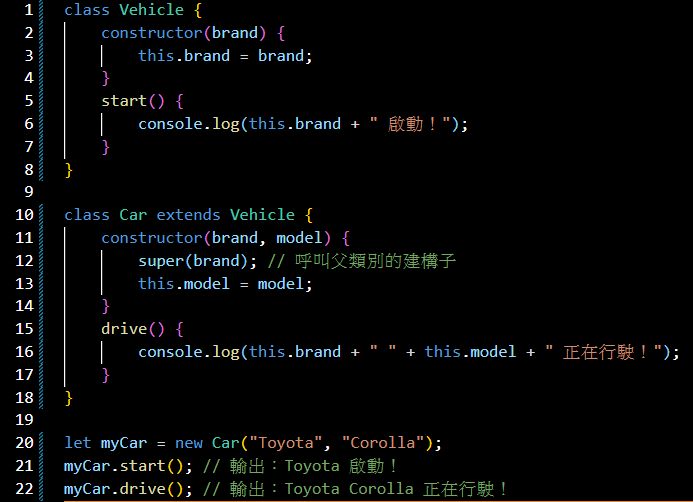 1 class Vehicle {
2     constructor(brand) {
3         this.brand = brand;
4     }
5     start() {
6         console.log(this.brand + " 啟動！");
7     }
8 }
9
10 class Car extends Vehicle {
11     constructor(brand, model) {
12         super(brand); // 呼叫父類別的建構子
13         this.model = model;
14     }
15     drive() {
16         console.log(this.brand + " " + this.model + " 正在行駛！");
17     }
18 }
19
20 let myCar = new Car("Toyota", "Corolla");
21 myCar.start(); // 輸出：Toyota 啟動！
22 myCar.drive(); // 輸出：Toyota Corolla 正在行駛！